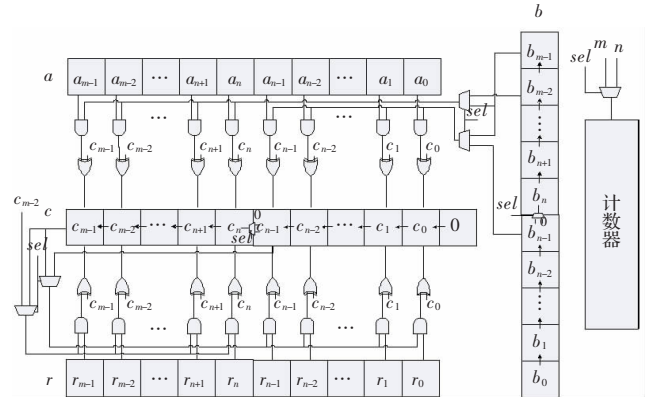 b
a a_{m-1} a_{m-2} ⋯ a_{n+1} a_n a_{n-1} a_{n-2} ⋯ a_1 a_0
b_{m-1}
sel m n
b_{m-2}
sel
⋯ ⋯
⋮
c_{m-1} c_{m-2} c_{n+1} c_n c_{n-1} c_{n-2} c_1 c_0
b_{n+1}
b_n
c_{m-2} c
sel 0
计数器
0
c_{m-1} c_{m-2} ⋯ c_{n+1} c_n c_{n-1} c_{n-2} ⋯ c_1 c_0 0
b_{n-1}
sel sel
b_{n-2}
⋮
c_{m-1} c_{m-2} c_{n+1} c_n c_{n-1} c_{n-2} c_1 c_0
⋯ ⋯
b_1
r r_{m-1} r_{m-2} ⋯ r_{n+1} r_n r_{n-1} r_{n-2} ⋯ r_1 r_0
b_0